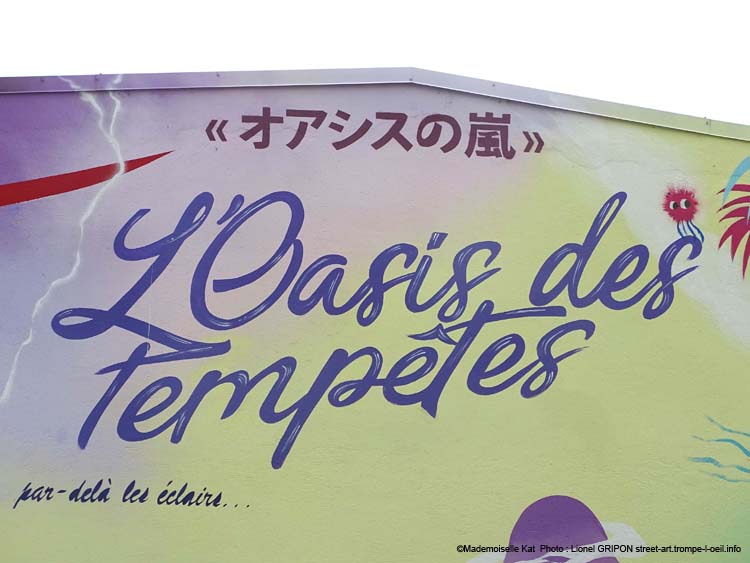 «オアシスの嵐»
L'Oasis des
tempêtes
par-delà les éclairs...
©Mademoiselle Kat Photo : Lionel GRIPON street-art.trompe-l-oeil.info